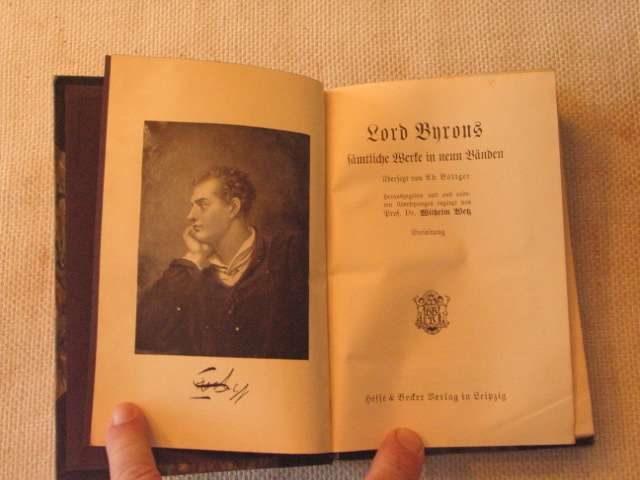 Lord Byrons
sämtliche Werke in neun Bänden
Übersetzt von Ad. Böttger
Herausgegeben und aus ande-
ren Übersetzungen ergänzt von
Prof. Dr. Wilhelm Wetz
Einleitung
Hesse & Becker Verlag in Leipzig